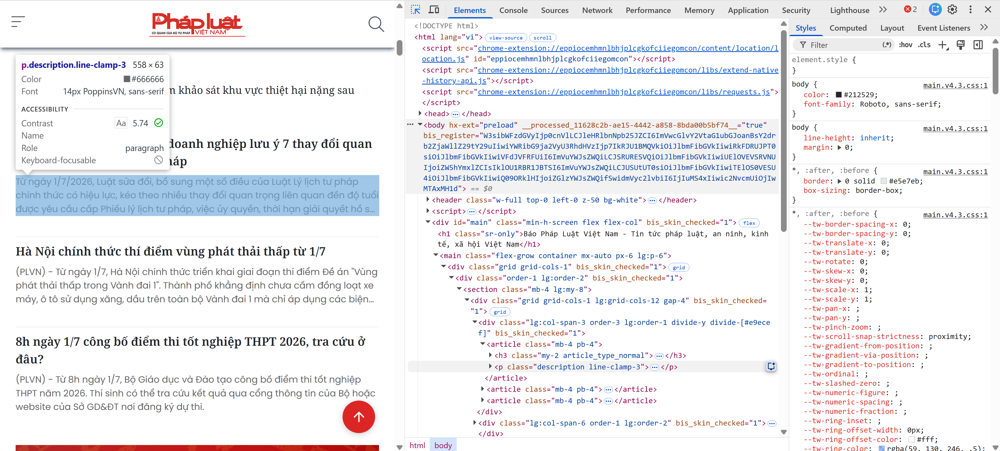 Pháp luật
CƠ QUAN CỦA BỘ TƯ PHÁP VIỆT NAM
p.description.line-clamp-3 558 × 63
Color #666666
Font 14px PoppinsVN, sans-serif
ACCESSIBILITY
Contrast Aa 5.74
Name
Role paragraph
Keyboard-focusable
khảo sát khu vực thiệt hại nặng sau
doanh nghiệp lưu ý 7 thay đổi quan
Từ ngày 1/7/2026, Luật sửa đổi, bổ sung một số điều của Luật Lý lịch tư pháp
chính thức có hiệu lực, kéo theo nhiều thay đổi quan trọng liên quan đến độ tuổi
được yêu cầu cấp Phiếu lý lịch tư pháp, việc ủy quyền, thời hạn giải quyết hồ s...
Hà Nội chính thức thí điểm vùng phát thải thấp từ 1/7
(PLVN) - Từ ngày 1/7, Hà Nội chính thức triển khai giai đoạn thí điểm Đề án "Vùng
phát thải thấp trong Vành đai 1". Thành phố khẳng định chưa cấm đồng loạt xe
máy, ô tô sử dụng xăng, dầu trên toàn bộ Vành đai 1 mà chỉ áp dụng các biện...
8h ngày 1/7 công bố điểm thi tốt nghiệp THPT 2026, tra cứu ở
đâu?
(PLVN) - Từ 8h ngày 1/7, Bộ Giáo dục và Đào tạo công bố điểm thi tốt nghiệp
THPT năm 2026. Thí sinh có thể tra cứu kết quả qua cổng thông tin của Bộ hoặc
website của Sở GD&ĐT nơi đăng ký dự thi.
Elements Console Sources Network Performance Memory Application Security Lighthouse 2
<!DOCTYPE html>
<html lang="vi"> view-source scroll
<script src="chrome-extension://eppiocemhmnlbhjplcgkofciiegomcon/content/location/l
ocation.js" id="eppiocemhmnlbhjplcgkofciiegomcon"></script>
<script src="chrome-extension://eppiocemhmnlbhjplcgkofciiegomcon/libs/extend-native
-history-api.js"></script>
<script src="chrome-extension://eppiocemhmnlbhjplcgkofciiegomcon/libs/requests.js">
</script>
<head> </head>
<body hx-ext="preload" __processed_11628c2b-ae15-4442-a858-8bda00b5bf74__="true"
bis_register="W3sibWFzdGVyIjp0cnVlLCJleHRlbnNpb25JZCI6ImVwcGlvY2VtaG1ubGJoanBsY2dr
b2ZjaWllZ29tY29uIiwiYWRibG9ja2VyU3RhdHVzIjp7IkRJU1BMQVkiOiJlbmFibGVkIiwiRkFDRUJPT0
siOiJlbmFibGVkIiwiVFdJVFRFUiI6ImVuYWJsZWQiLCJSRURESVQiOiJlbmFibGVkIiwiUElOVEVSRVNU
IjoiZW5hYmxlZCIsIklOU1RBR1JBTSI6ImVuYWJsZWQiLCJUSUtUT0siOiJlbmFibGVkIiwiTElOS0VESU
4iOiJlbmFibGVkIiwiQ09ORklHIjoiZGlzYWJsZWQifSwidmVyc2lvbiI6IjIuMS4xIiwic2NvcmUiOjIw
MTAxMH1d"> == $0
<header class="w-full top-0 left-0 z-50 bg-white"> </header>
<script> </script>
<div id="main" class="min-h-screen flex flex-col" bis_skin_checked="1"> flex
<h1 class="sr-only">Báo Pháp Luật Việt Nam - Tin tức pháp luật, an ninh, kinh
tế, xã hội Việt Nam</h1>
<main class="flex-grow container mx-auto px-6 lg:p-6">
<div class="grid grid-cols-1" bis_skin_checked="1"> grid
<div class="order-1 lg:order-2" bis_skin_checked="1">
<section class="mb-4 lg:my-8">
<div class="grid grid-cols-1 lg:grid-cols-12 gap-4" bis_skin_checked=
"1"> grid
<div class="lg:col-span-3 order-3 lg:order-1 divide-y divide-[#e9ece
f]" bis_skin_checked="1">
<article class="mb-4 pb-4">
<h3 class="my-2 article_type_normal"> </h3>
<p class="description line-clamp-3"> </p>
</article>
<article class="mb-4 pb-4"> </article>
<article class="mb-4 pb-4"> </article>
</div>
<div class="lg:col-span-6 order-1 lg:order-2" bis_skin_checked="1">
</div>
html body
Styles Computed Layout Event Listeners
Filter :hov .cls
element.style {
}
body { main.v4.3.css:1
color: #212529;
font-family: Roboto, sans-serif;
}
body { main.v4.3.css:1
line-height: inherit;
margin: 0;
}
*, :after, :before { main.v4.3.css:1
border: 0 solid #e5e7eb;
box-sizing: border-box;
}
*, :after, :before { main.v4.3.css:1
--tw-border-spacing-x: 0;
--tw-border-spacing-y: 0;
--tw-translate-x: 0;
--tw-translate-y: 0;
--tw-rotate: 0;
--tw-skew-x: 0;
--tw-skew-y: 0;
--tw-scale-x: 1;
--tw-scale-y: 1;
--tw-pan-x: ;
--tw-pan-y: ;
--tw-pinch-zoom: ;
--tw-scroll-snap-strictness: proximity;
--tw-gradient-from-position: ;
--tw-gradient-via-position: ;
--tw-gradient-to-position: ;
--tw-ordinal: ;
--tw-slashed-zero: ;
--tw-numeric-figure: ;
--tw-numeric-spacing: ;
--tw-numeric-fraction: ;
--tw-ring-inset: ;
--tw-ring-offset-width: 0px;
--tw-ring-offset-color: #fff;
--tw-ring-color: rgba(59, 130, 246, .5);